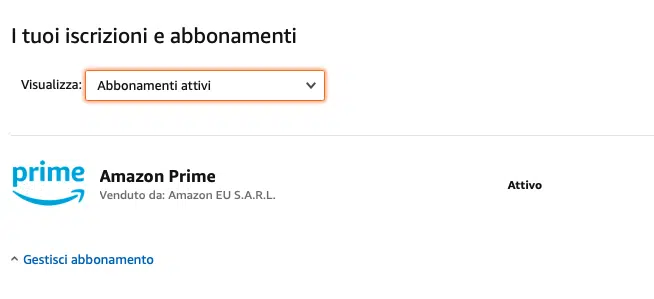 I tuoi iscrizioni e abbonamenti
Visualizza: Abbonamenti attivi
prime
Amazon Prime
Venduto da: Amazon EU S.A.R.L.
Attivo
Gestisci abbonamento